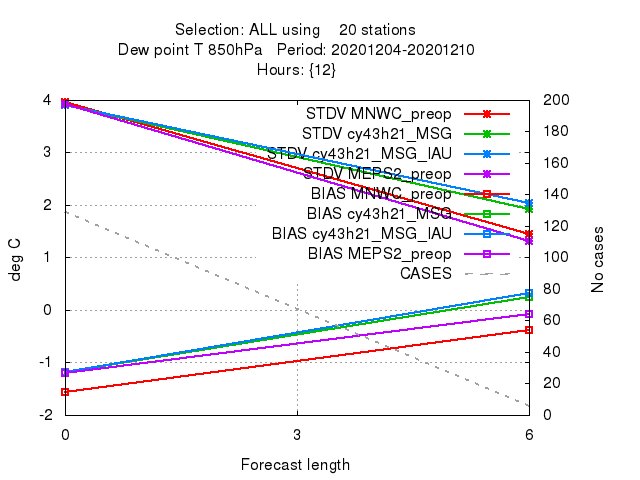 Selection: ALL using    20 stations
Dew point T 850hPa   Period: 20201204-20201210
Hours: {12}
4
3
2
1
0
-1
-2
deg C
STDV MNWC_preop
STDV cy43h21_MSG
STDV cy43h21_MSG_IAU
STDV MEPS2_preop
BIAS MNWC_preop
BIAS cy43h21_MSG
BIAS cy43h21_MSG_IAU
BIAS MEPS2_preop
CASES
200
180
160
140
120
100
80
60
40
20
0
No cases
0 3 6
Forecast length